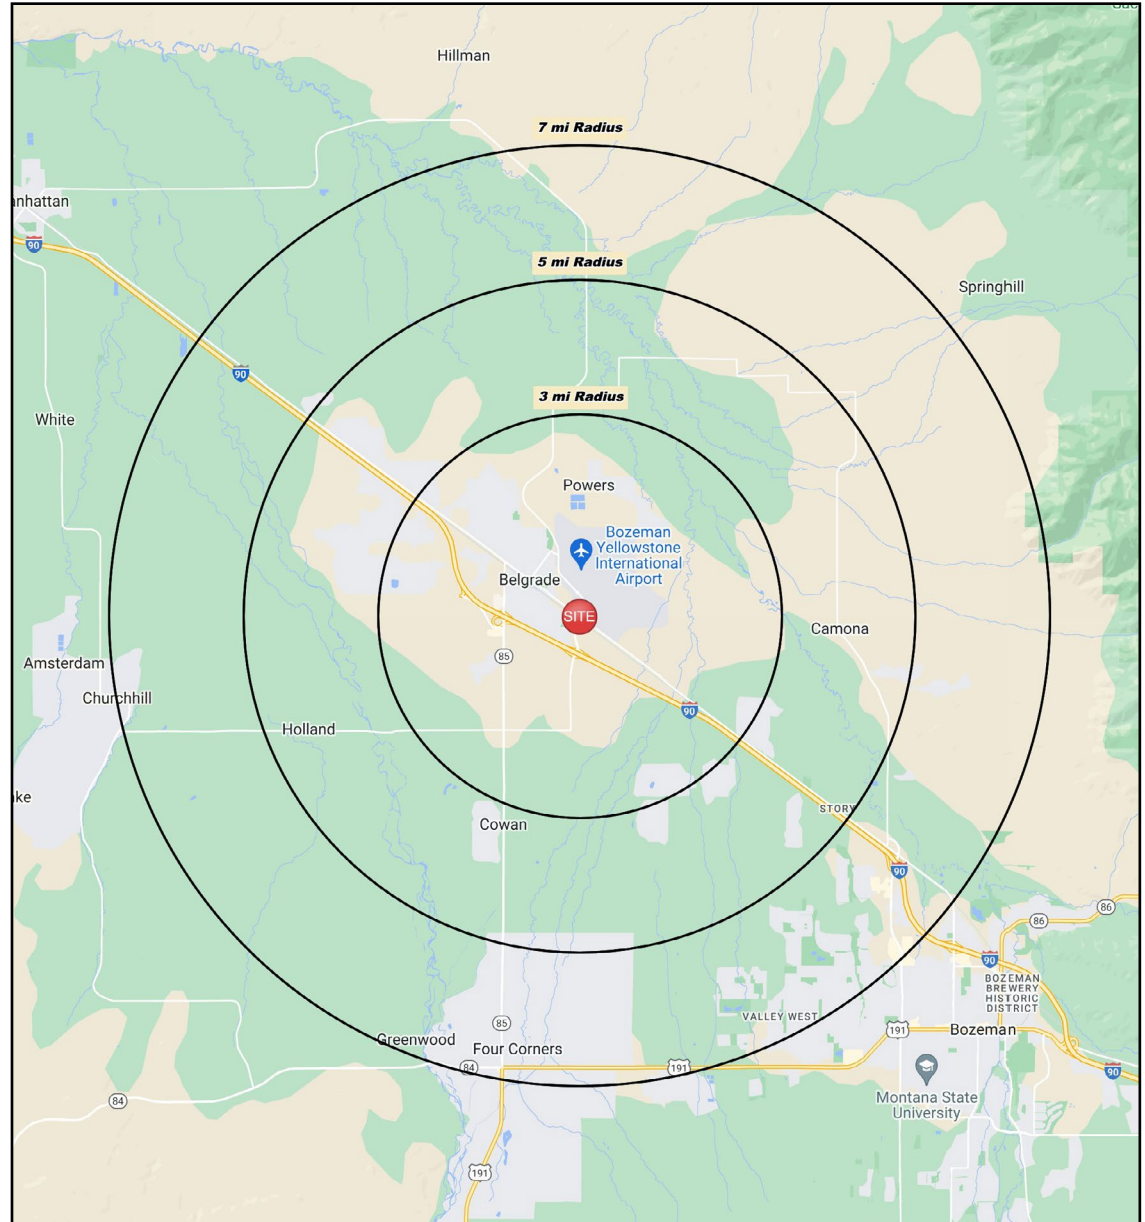 Hillman
7 mi Radius
anhattan
90
5 mi Radius
Springhill
90
3 mi Radius
White
Powers
Bozeman
Yellowstone
International
Airport
Belgrade
SITE
Camona
85
Amsterdam
Churchhill
90
Holland
ke
STORY
Cowan
90
86
86
90
BOZEMAN
BREWERY
HISTORIC
DISTRICT
VALLEY WEST
85
191
Bozeman
Greenwood
Four Corners
84
191
90
84
Montana State
University
191